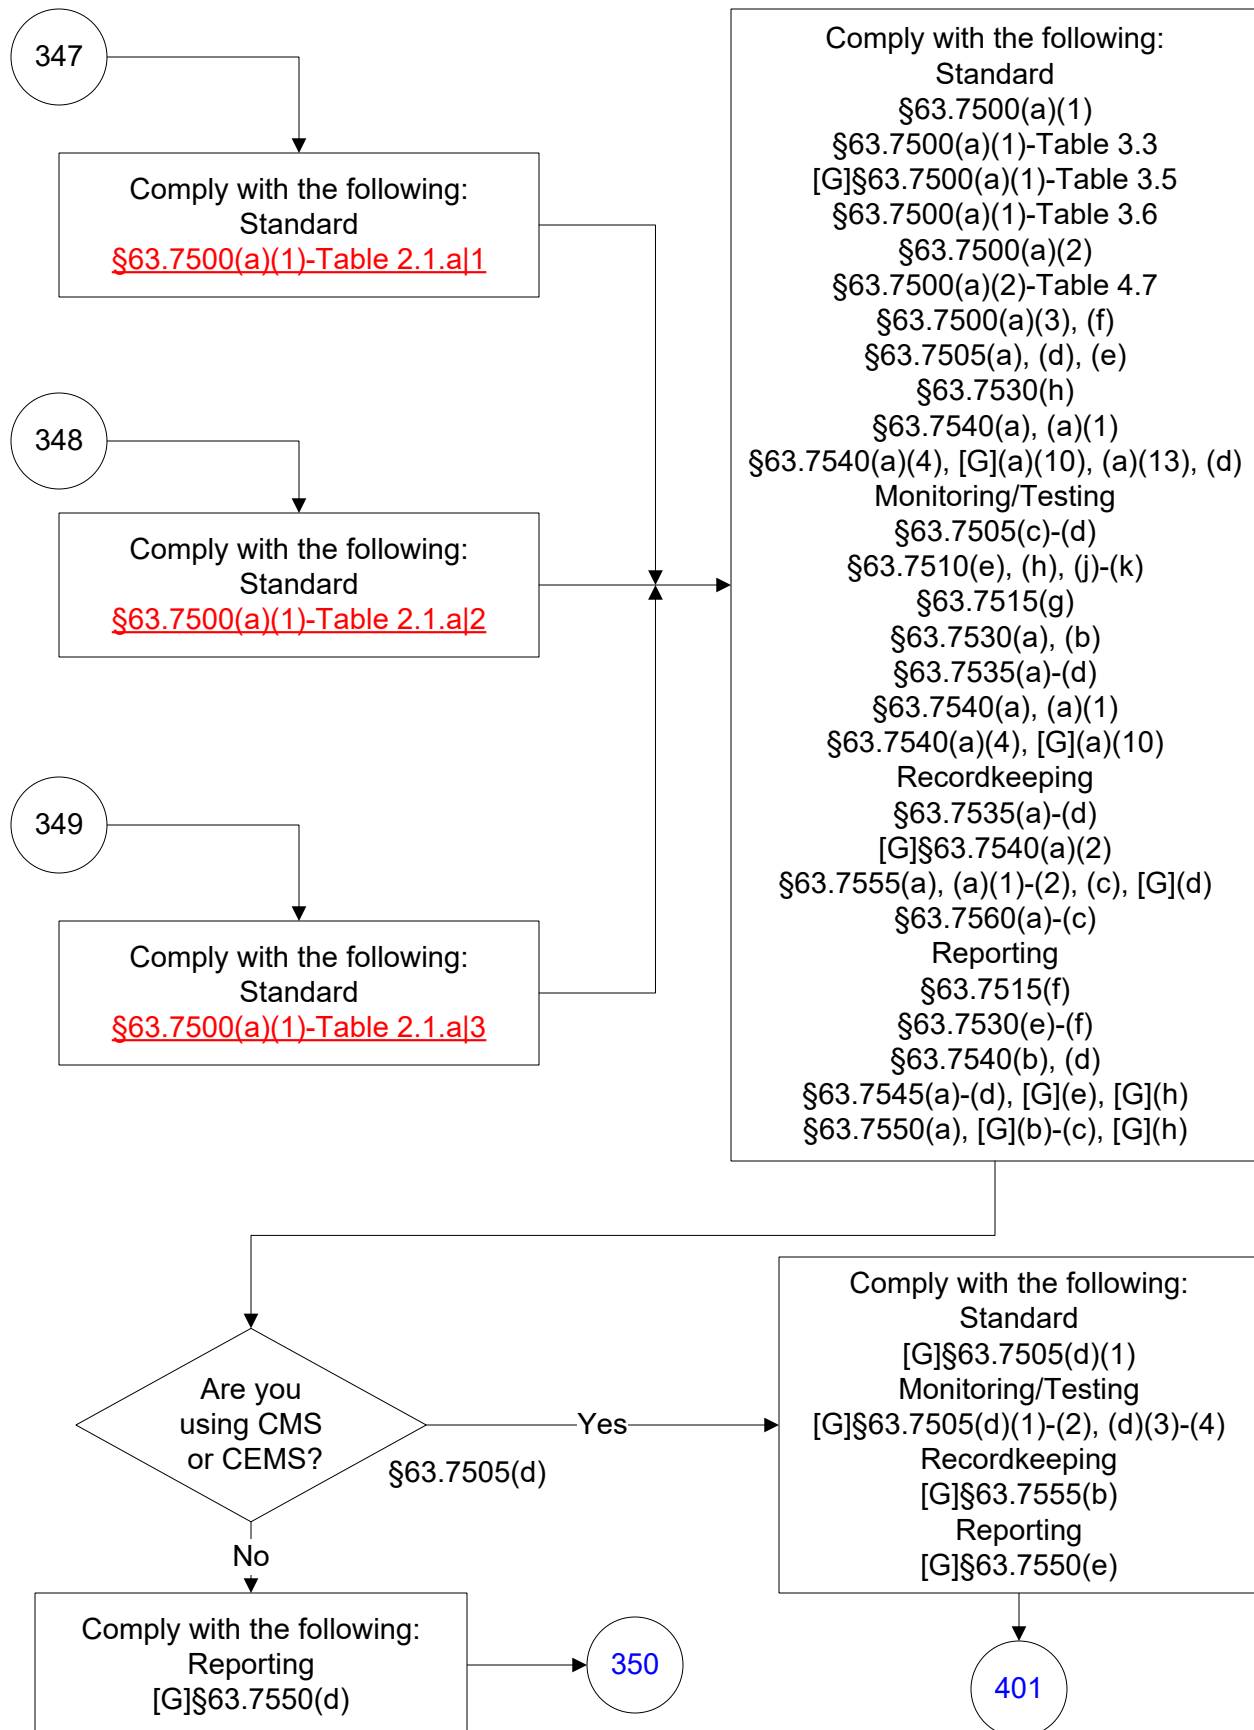 347
Comply with the following:
Standard
§63.7500(a)(1)-Table 2.1.a|1
348
Comply with the following:
Standard
§63.7500(a)(1)-Table 2.1.a|2
349
Comply with the following:
Standard
§63.7500(a)(1)-Table 2.1.a|3
Comply with the following:
Standard
§63.7500(a)(1)
§63.7500(a)(1)-Table 3.3
[G]§63.7500(a)(1)-Table 3.5
§63.7500(a)(1)-Table 3.6
§63.7500(a)(2)
§63.7500(a)(2)-Table 4.7
§63.7500(a)(3), (f)
§63.7505(a), (d), (e)
§63.7530(h)
§63.7540(a), (a)(1)
§63.7540(a)(4), [G](a)(10), (a)(13), (d)
Monitoring/Testing
§63.7505(c)-(d)
§63.7510(e), (h), (j)-(k)
§63.7515(g)
§63.7530(a), (b)
§63.7535(a)-(d)
§63.7540(a), (a)(1)
§63.7540(a)(4), [G](a)(10)
Recordkeeping
§63.7535(a)-(d)
[G]§63.7540(a)(2)
§63.7555(a), (a)(1)-(2), (c), [G](d)
§63.7560(a)-(c)
Reporting
§63.7515(f)
§63.7530(e)-(f)
§63.7540(b), (d)
§63.7545(a)-(d), [G](e), [G](h)
§63.7550(a), [G](b)-(c), [G](h)
Are you
using CMS
or CEMS?
Yes
§63.7505(d)
No
Comply with the following:
Standard
[G]§63.7505(d)(1)
Monitoring/Testing
[G]§63.7505(d)(1)-(2), (d)(3)-(4)
Recordkeeping
[G]§63.7555(b)
Reporting
[G]§63.7550(e)
Comply with the following:
Reporting
[G]§63.7550(d)
350
401